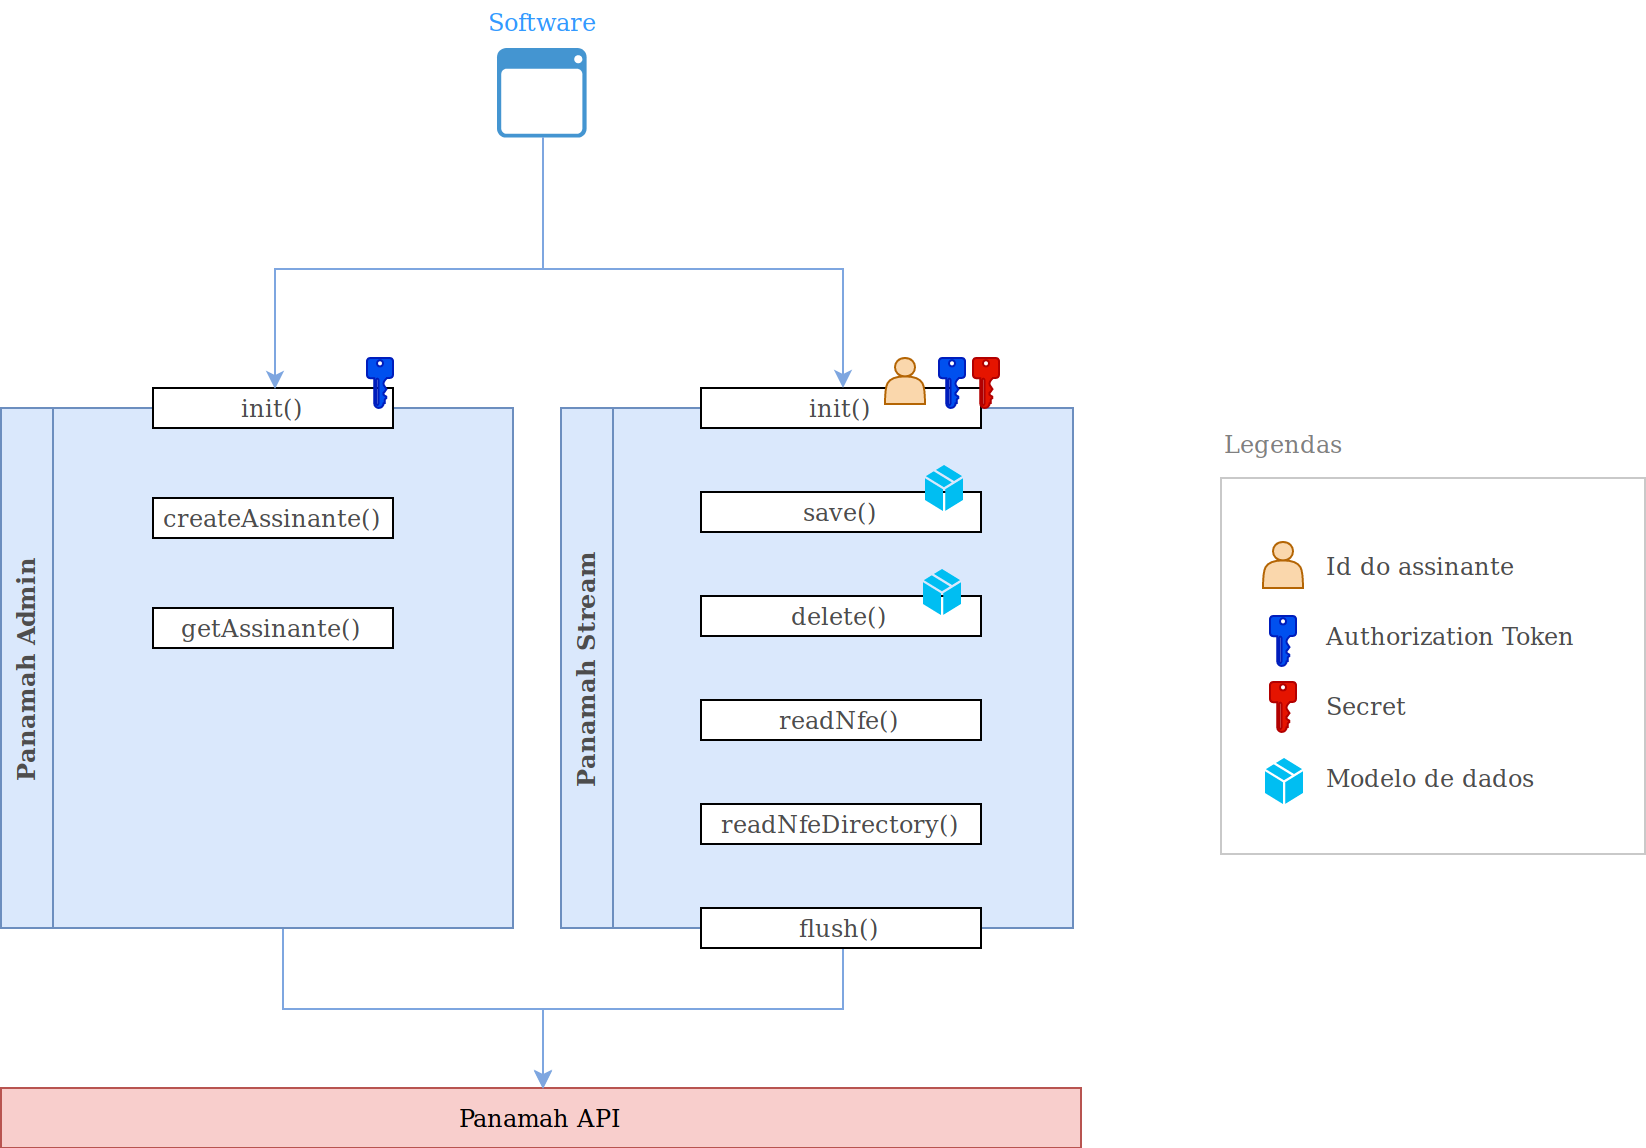 Software
Panamah Admin
init()
createAssinante()
getAssinante()
Panamah Stream
init()
save()
delete()
readNfe()
readNfeDirectory()
flush()
Legendas
Id do assinante
Authorization Token
Secret
Modelo de dados
Panamah API